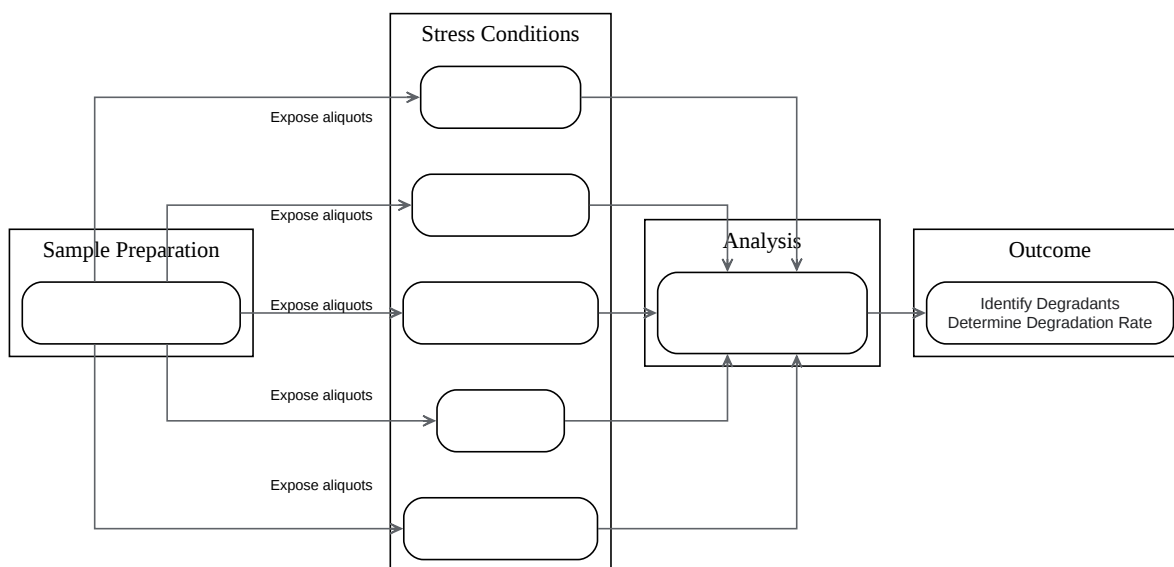 Stress Conditions
Expose aliquots
Expose aliquots
Sample Preparation
Analysis
Outcome
Expose aliquots
Identify Degradants
Determine Degradation Rate
Expose aliquots
Expose aliquots